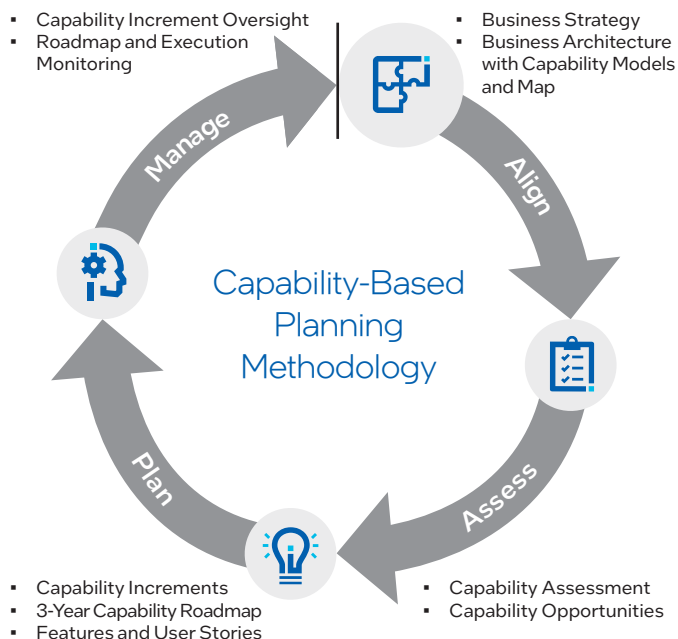 ▪ Capability Increment Oversight
▪ Roadmap and Execution
Monitoring
▪ Business Strategy
▪ Business Architecture
with Capability Models
and Map
Manage
Align
Capability-Based
Planning
Methodology
Plan
Assess
▪ Capability Increments
▪ 3-Year Capability Roadmap
▪ Features and User Stories
▪ Capability Assessment
▪ Capability Opportunities